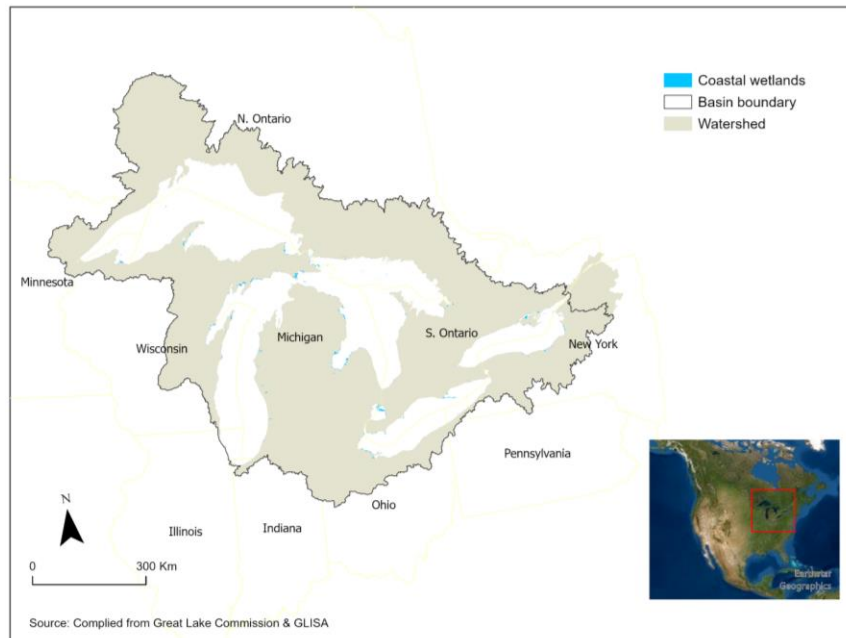 Coastal wetlands
Basin boundary
Watershed
N. Ontario
Minnesota
Wisconsin
Michigan
S. Ontario
New York
Pennsylvania
Ohio
Indiana
Illinois
N
0 300 Km
Earthstar
Geographics
Source: Complied from Great Lake Commission & GLISA